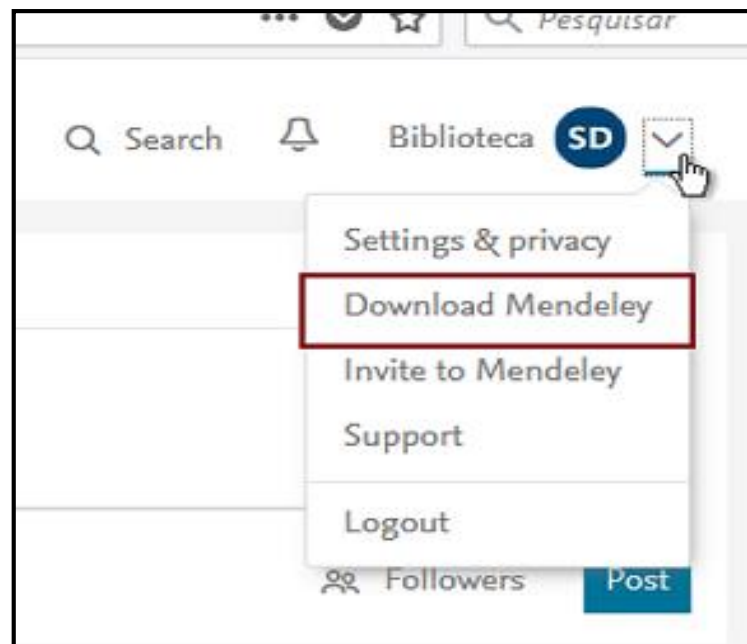 Pesquisar
Search Biblioteca SD
Settings & privacy
Download Mendeley
Invite to Mendeley
Support
Logout
Followers Post